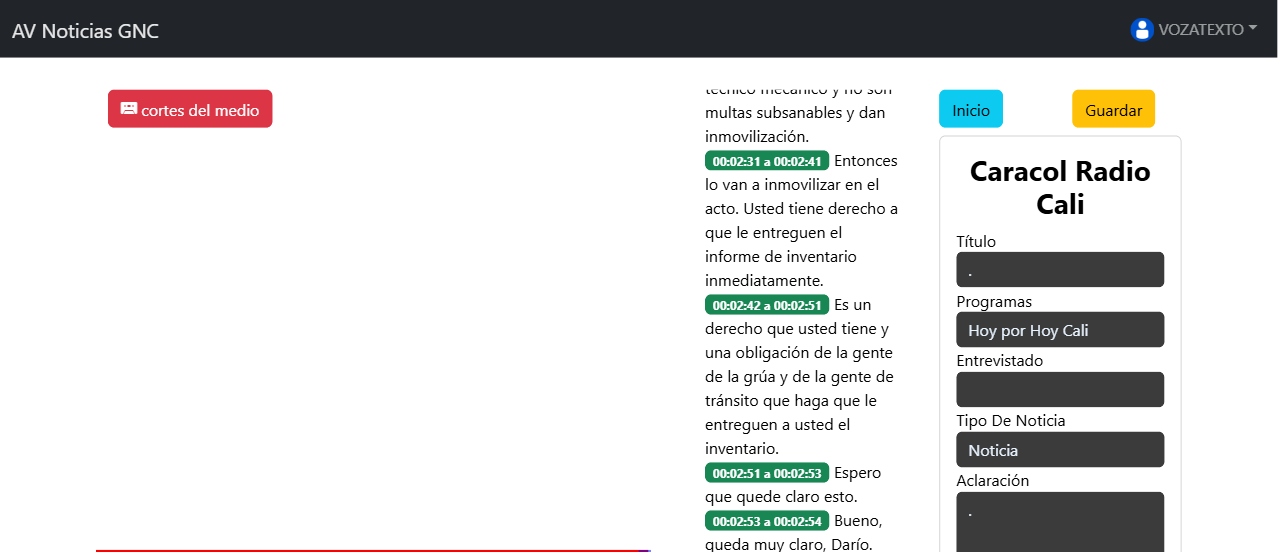 AV Noticias GNC
VOZATEXTO
cortes del medio
técnico mecánico y no son
multas subsanables y dan
inmovilización.
00:02:31 a 00:02:41 Entonces
lo van a inmovilizar en el
acto. Usted tiene derecho a
que le entreguen el
informe de inventario
inmediatamente.
00:02:42 a 00:02:51 Es un
derecho que usted tiene y
una obligación de la gente
de la grúa y de la gente de
tránsito que haga que le
entreguen a usted el
inventario.
00:02:51 a 00:02:53 Espero
que quede claro esto.
00:02:53 a 00:02:54 Bueno,
queda muy claro, Darío.
Inicio
Guardar
Caracol Radio
Cali
Título
.
Programas
Hoy por Hoy Cali
Entrevistado
Tipo De Noticia
Noticia
Aclaración
.